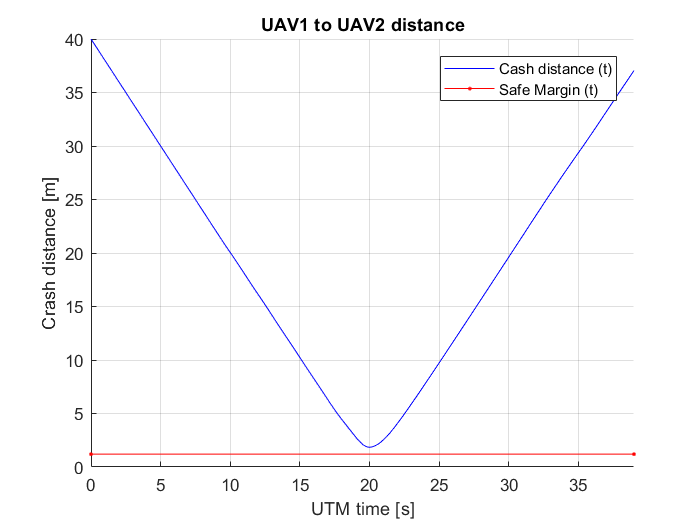 UAV1 to UAV2 distance
Cash distance (t)
Safe Margin (t)
Crash distance [m]
40
35
30
25
20
15
10
5
0
0 5 10 15 20 25 30 35
UTM time [s]